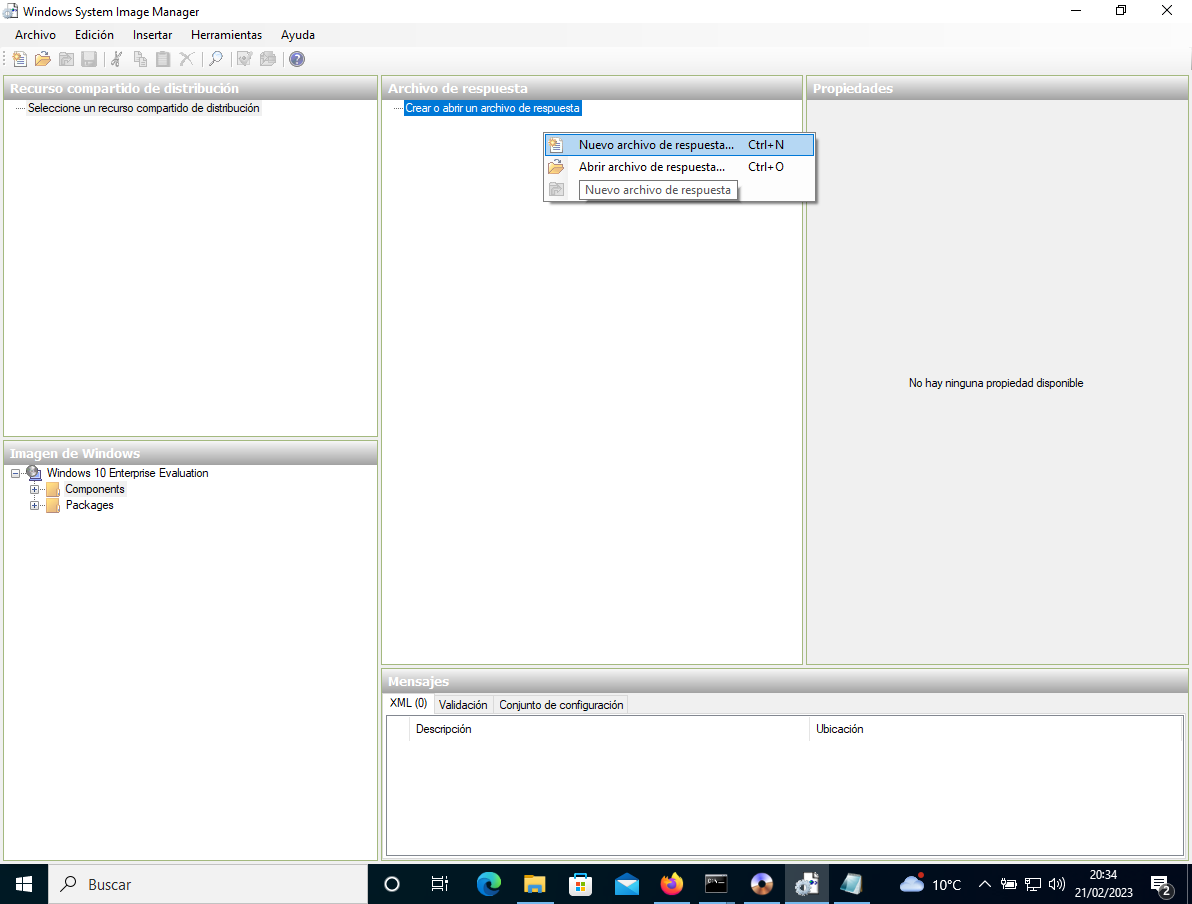 Windows System Image Manager
Archivo Edición Insertar Herramientas Ayuda
Recurso compartido de distribución
Seleccione un recurso compartido de distribución
Archivo de respuesta
Crear o abrir un archivo de respuesta
Nuevo archivo de respuesta... Ctrl+N
Abrir archivo de respuesta... Ctrl+O
Nuevo archivo de respuesta
Propiedades
No hay ninguna propiedad disponible
Imagen de Windows
Windows 10 Enterprise Evaluation
Components
Packages
Mensajes
XML (0) Validación Conjunto de configuración
Descripción Ubicación
Buscar
10°C
20:34
21/02/2023
2